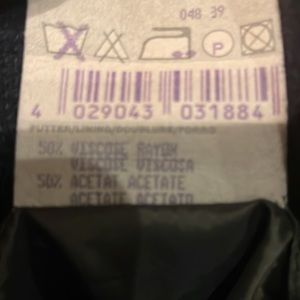 048 39
P
4 029043 031884
FUTTER/LINING/DOUBLURE/FORRO
50% VISCOSE RAYON
VISCOSE VISCOSA
50% ACETAT ACETATE
ACETATE ACETATO